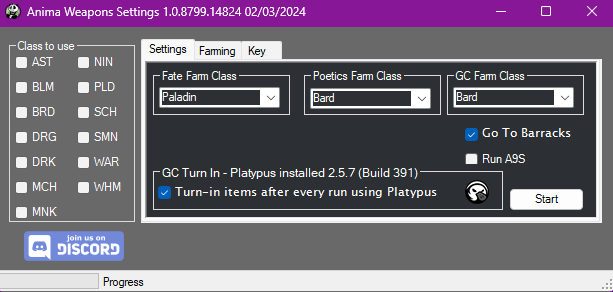 Anima Weapons Settings 1.0.8799.14824 02/03/2024
Class to use
AST NIN
BLM PLD
BRD SCH
DRG SMN
DRK WAR
MCH WHM
MNK
join us on
DISCORD
Settings Farming Key
Fate Farm Class Poetics Farm Class GC Farm Class
Paladin Bard Bard
Go To Barracks
Run A9S
GC Turn In - Platypus installed 2.5.7 (Build 391)
Turn-in items after every run using Platypus
Start
Progress